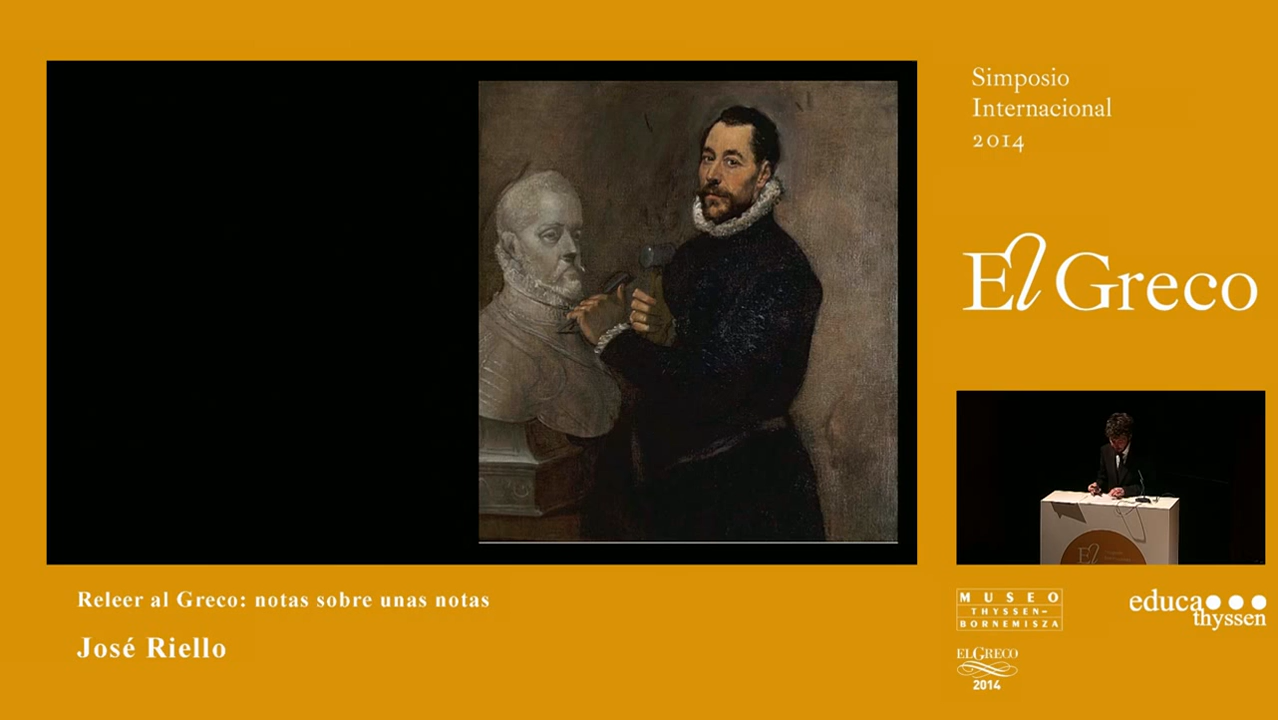 Simposio
Internacional
2014
El Greco
El
Releer al Greco: notas sobre unas notas
José Riello
MUSEO
THYSSEN-
BORNEMISZA
educa
thyssen
EL GRECO
2014